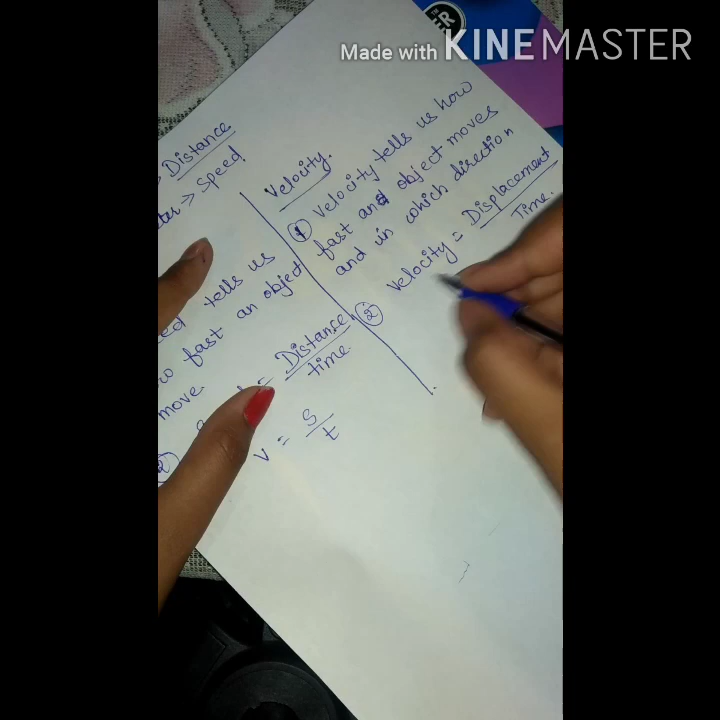 Made with KINEMASTER
Distance
> Speed
tells us
fast an object
move.
Distance
time.
v = S
t
Velocity.
① Velocity tells us how
fast and object moves
and in which direction
② Velocity = Displacement
Time.